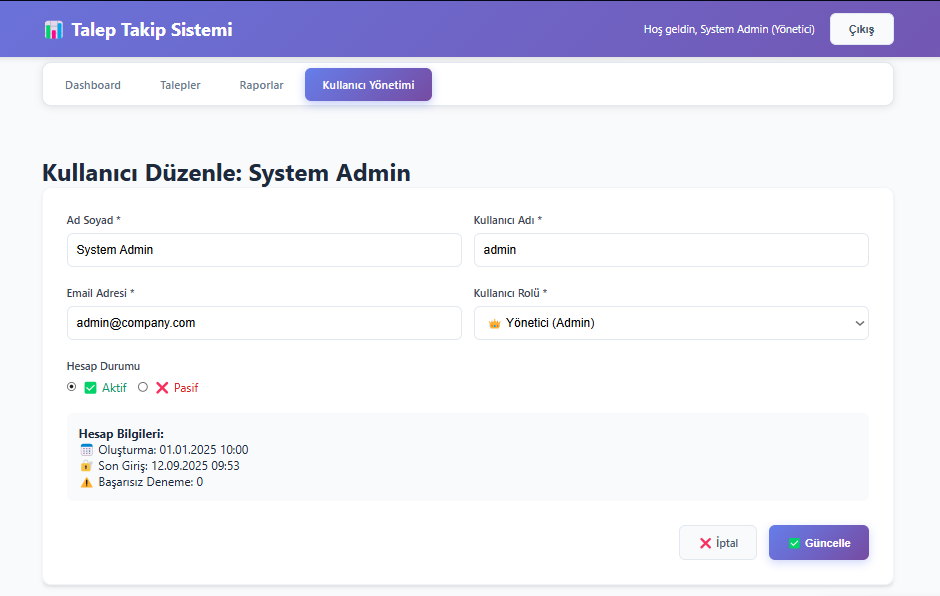 Talep Takip Sistemi
Hoş geldin, System Admin (Yönetici)
Çıkış
Dashboard
Talepler
Raporlar
Kullanıcı Yönetimi
Kullanıcı Düzenle: System Admin
Ad Soyad *
Kullanıcı Adı *
System Admin
admin
Email Adresi *
Kullanıcı Rolü *
admin@company.com
Yönetici (Admin)
Hesap Durumu
Aktif
Pasif
Hesap Bilgileri:
Oluşturma: 01.01.2025 10:00
Son Giriş: 12.09.2025 09:53
Başarısız Deneme: 0
İptal
Güncelle